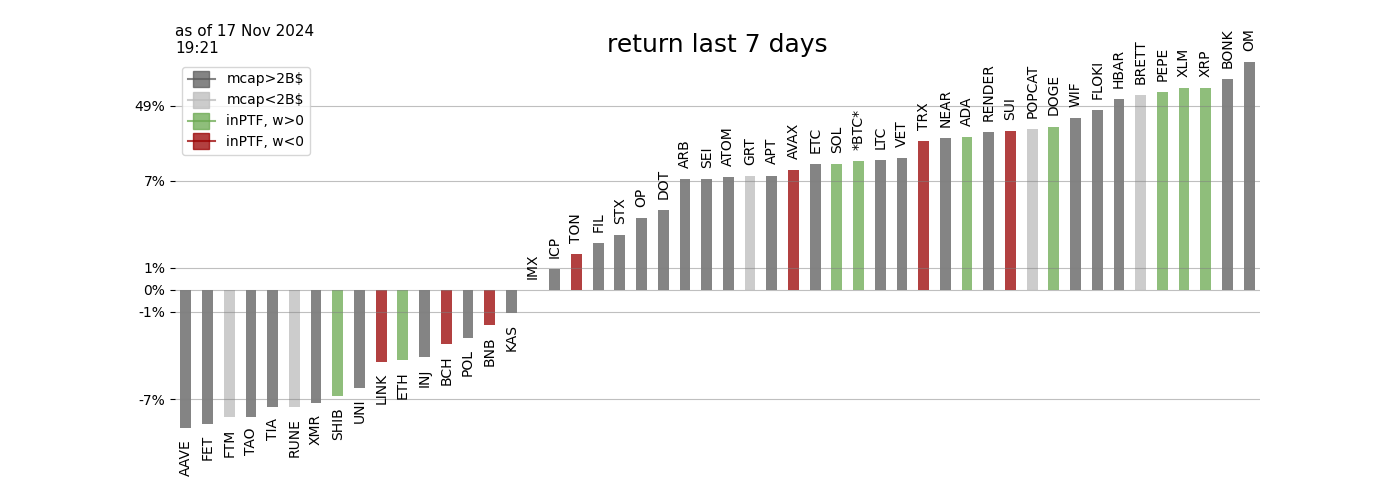 as of 17 Nov 2024
19:21
return last 7 days
mcap>2B$
mcap<2B$
inPTF, w>0
inPTF, w<0
49%
7%
1%
0%
-1%
-7%
AAVE
FET
FTM
TAO
TIA
RUNE
XMR
SHIB
UNI
LINK
ETH
INJ
BCH
POL
BNB
KAS
IMX
ICP
TON
FIL
STX
OP
DOT
ARB
SEI
ATOM
GRT
APT
AVAX
ETC
SOL
*BTC*
LTC
VET
TRX
NEAR
ADA
RENDER
SUI
POPCAT
DOGE
WIF
FLOKI
HBAR
BRETT
PEPE
XLM
XRP
BONK
OM